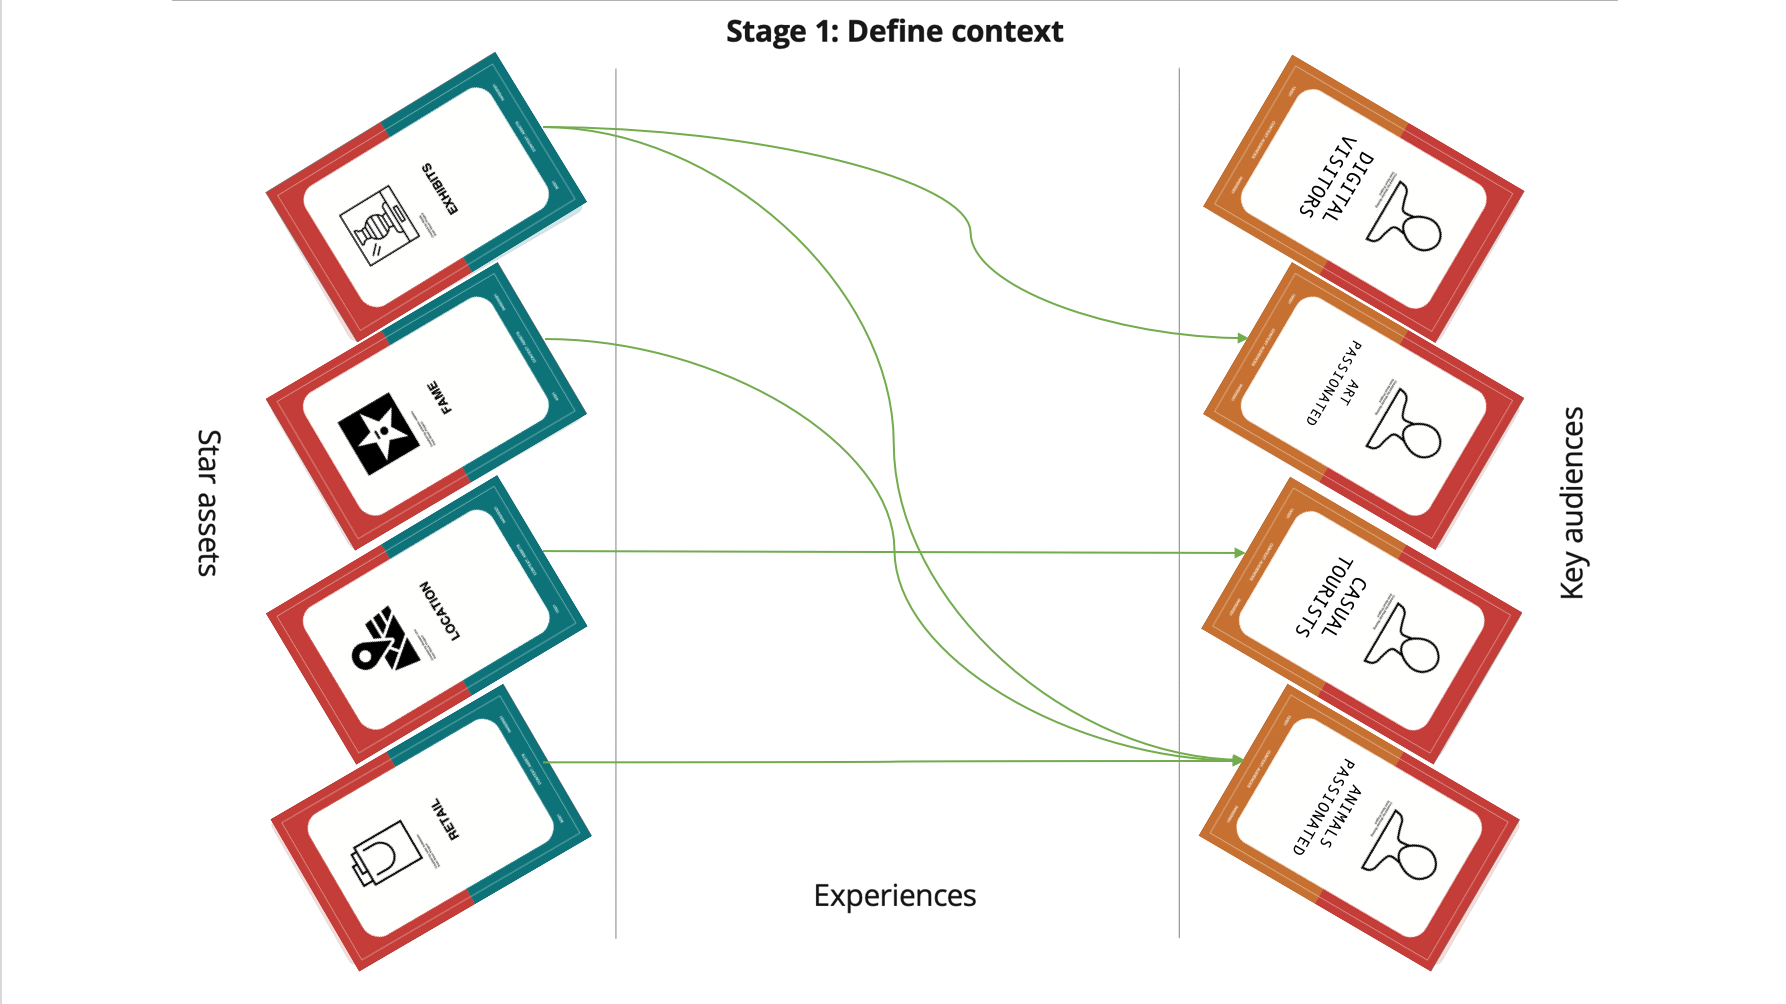 Stage 1: Define context
Star assets
EXHIBITS
FAME
LOCATION
RETAIL
Experiences
DIGITAL
VISITORS
ART
PASSIONATED
CASUAL
TOURISTS
ANIMALS
PASSIONATED
Key audiences